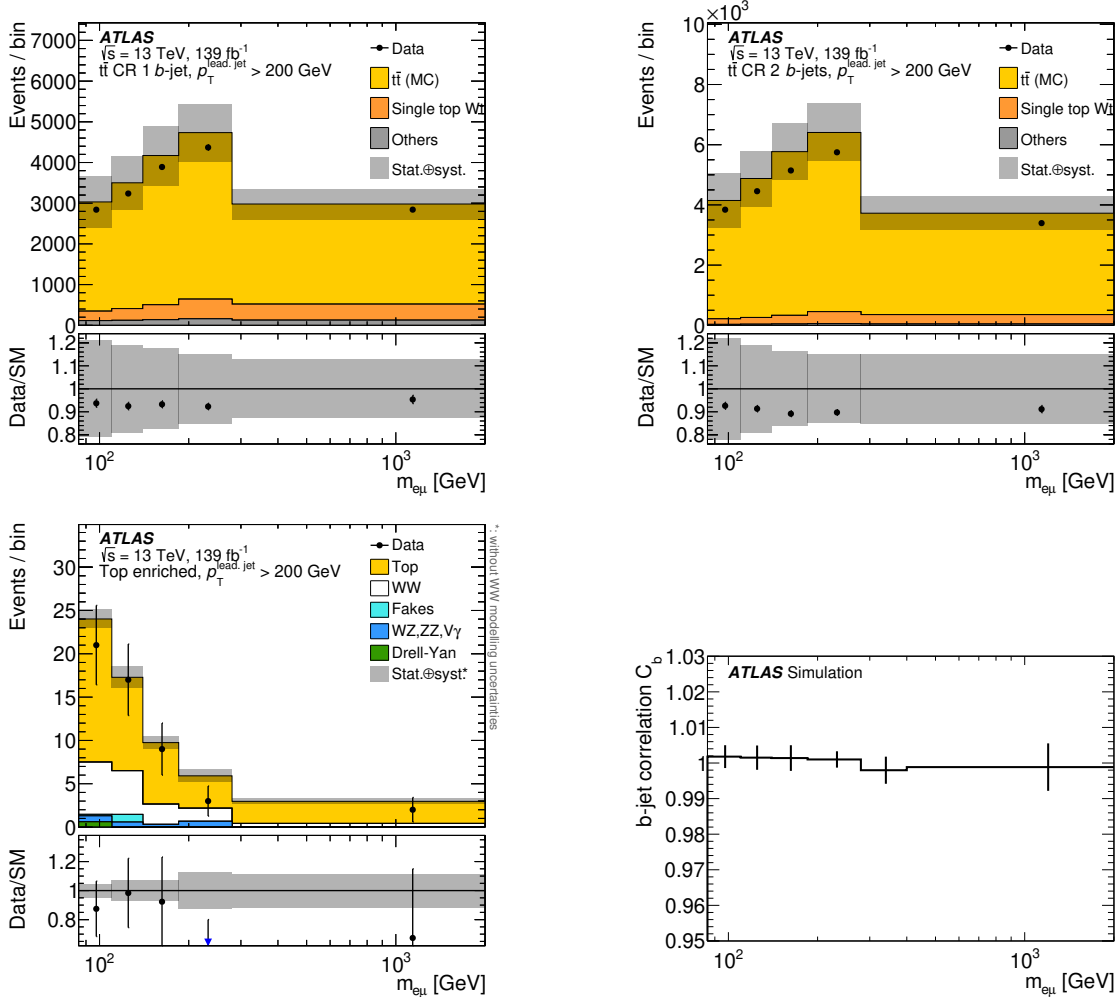 ATLAS
√s = 13 TeV, 139 fb⁻¹
tt̄ CR 1 b-jet, p_T^lead. jet > 200 GeV
Data
tt̄ (MC)
Single top Wt
Others
Stat.⊕syst.
Events / bin
7000
6000
5000
4000
3000
2000
1000
0
Data/SM
1.2
1.1
1
0.9
0.8
10²
10³
m_eμ [GeV]
×10³
ATLAS
√s = 13 TeV, 139 fb⁻¹
tt̄ CR 2 b-jets, p_T^lead. jet > 200 GeV
Data
tt̄ (MC)
Single top Wt
Others
Stat.⊕syst.
Events / bin
10
8
6
4
2
0
Data/SM
1.2
1.1
1
0.9
0.8
10²
10³
m_eμ [GeV]
ATLAS
√s = 13 TeV, 139 fb⁻¹
Top enriched, p_T^lead. jet > 200 GeV
Data
Top
WW
Fakes
WZ,ZZ,Vγ
Drell-Yan
Stat.⊕syst*
*: without WW modelling uncertainties
Events / bin
30
25
20
15
10
5
0
Data/SM
1.2
1
0.8
10²
10³
m_eμ [GeV]
ATLAS Simulation
b-jet correlation C_b
1.03
1.02
1.01
1
0.99
0.98
0.97
0.96
0.95
10²
10³
m_eμ [GeV]